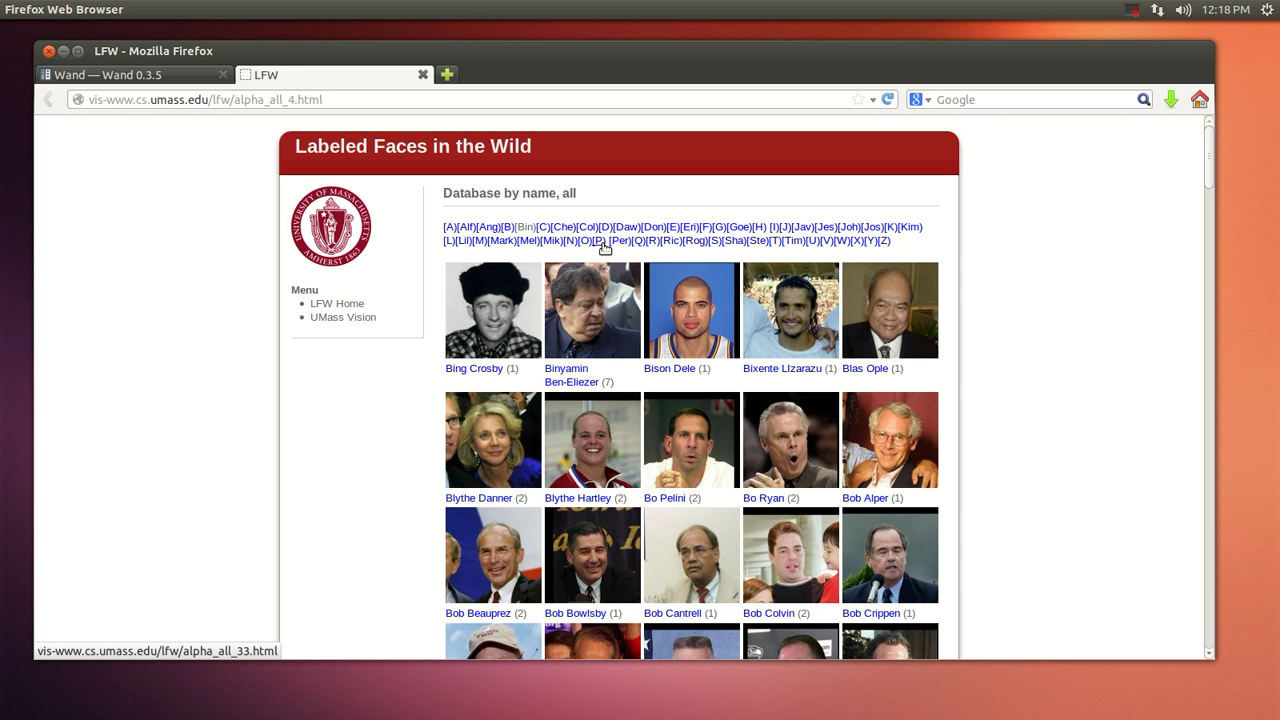 Firefox Web Browser
12:18 PM
LFW - Mozilla Firefox
Wand — Wand 0.3.5
LFW
vis-www.cs.umass.edu/lfw/alpha_all_4.html
Google
Labeled Faces in the Wild
UNIVERSITY OF MASSACHUSETTS
AMHERST 1863
Menu
LFW Home
UMass Vision
Database by name, all
[A][Alf][Ang][B][Bin][C][Che][Col][D][Daw][Don][E][Eri][F][G][Goe][H) [I][J][Jav][Jes][Joh][Jos][K][Kim)
[L][Lil][M][Mark][Mel][Mik][N][O][P] [Per][Q][R][Ric][Rog][S][Sha][Ste][T][Tim][U][V][W][X][Y][Z)
Bing Crosby (1)
Binyamin
Ben-Eliezer (7)
Bison Dele (1)
Bixente LIzarazu (1)
Blas Ople (1)
Blythe Danner (2)
Blythe Hartley (2)
Bo Pelini (2)
Bo Ryan (2)
Bob Alper (1)
Bob Beauprez (2)
Bob Bowlsby (1)
Bob Cantrell (1)
Bob Colvin (2)
Bob Crippen (1)
vis-www.cs.umass.edu/lfw/alpha_all_33.html